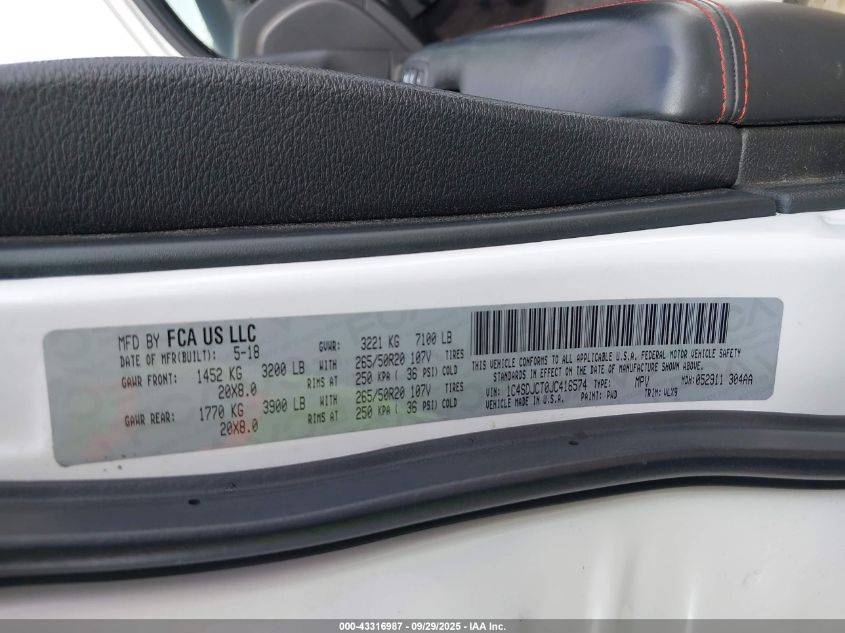 MFD BY FCA US LLC GVWR: 3221 KG 7100 LB
DATE OF MFR(BUILT): 5-18
GAWR FRONT: 1452 KG 3200 LB WITH 265/50R20 107V TIRES
20X8.0 RIMS AT 250 KPA ( 36 PSI) COLD
GAWR REAR: 1770 KG 3900 LB WITH 265/50R20 107V TIRES
20X8.0 RIMS AT 250 KPA ( 36 PSI) COLD
THIS VEHICLE CONFORMS TO ALL APPLICABLE U.S.A. FEDERAL MOTOR VEHICLE SAFETY
STANDARDS IN EFFECT ON THE DATE OF MANUFACTURE SHOWN ABOVE.
VIN: 1C4SDJCT0JC416574 TYPE: MPV MDH: 052911 304AA
VEHICLE MADE IN U.S.A. PAINT: PWD TRIM: VLX9
000-43316987 - 09/29/2025 - IAA Inc.